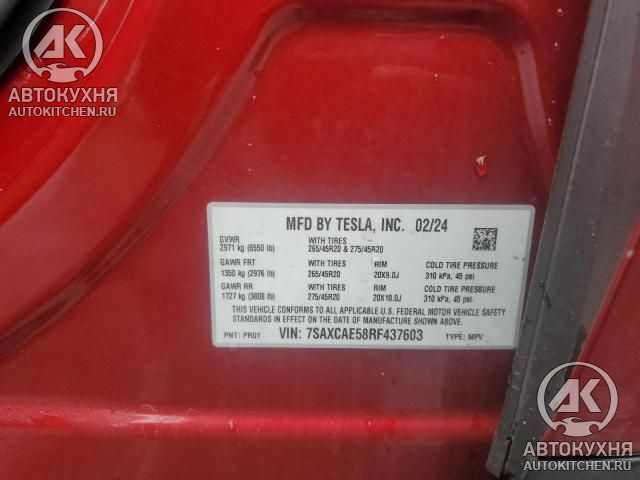 АК
АВТОКУХНЯ
AUTOKITCHEN.RU
MFD BY TESLA, INC. 02/24
GVWR WITH TIRES
2971 kg (6550 lb) 265/45R20 & 275/45R20
GAWR FRT WITH TIRES RIM COLD TIRE PRESSURE
1350 kg (2976 lb) 265/45R20 20X9.0J 310 kPa, 45 psi
GAWR RR WITH TIRES RIM COLD TIRE PRESSURE
1727 kg (3808 lb) 275/45R20 20X10.0J 310 kPa, 45 psi
THIS VEHICLE CONFORMS TO ALL APPLICABLE U.S. FEDERAL MOTOR VEHICLE SAFETY
STANDARDS IN EFFECT ON THE DATE OF MANUFACTURE SHOWN ABOVE.
PNT: PR01 VIN: 7SAXCAE58RF437603 TYPE: MPV
АК
АВТОКУХНЯ
AUTOKITCHEN.RU